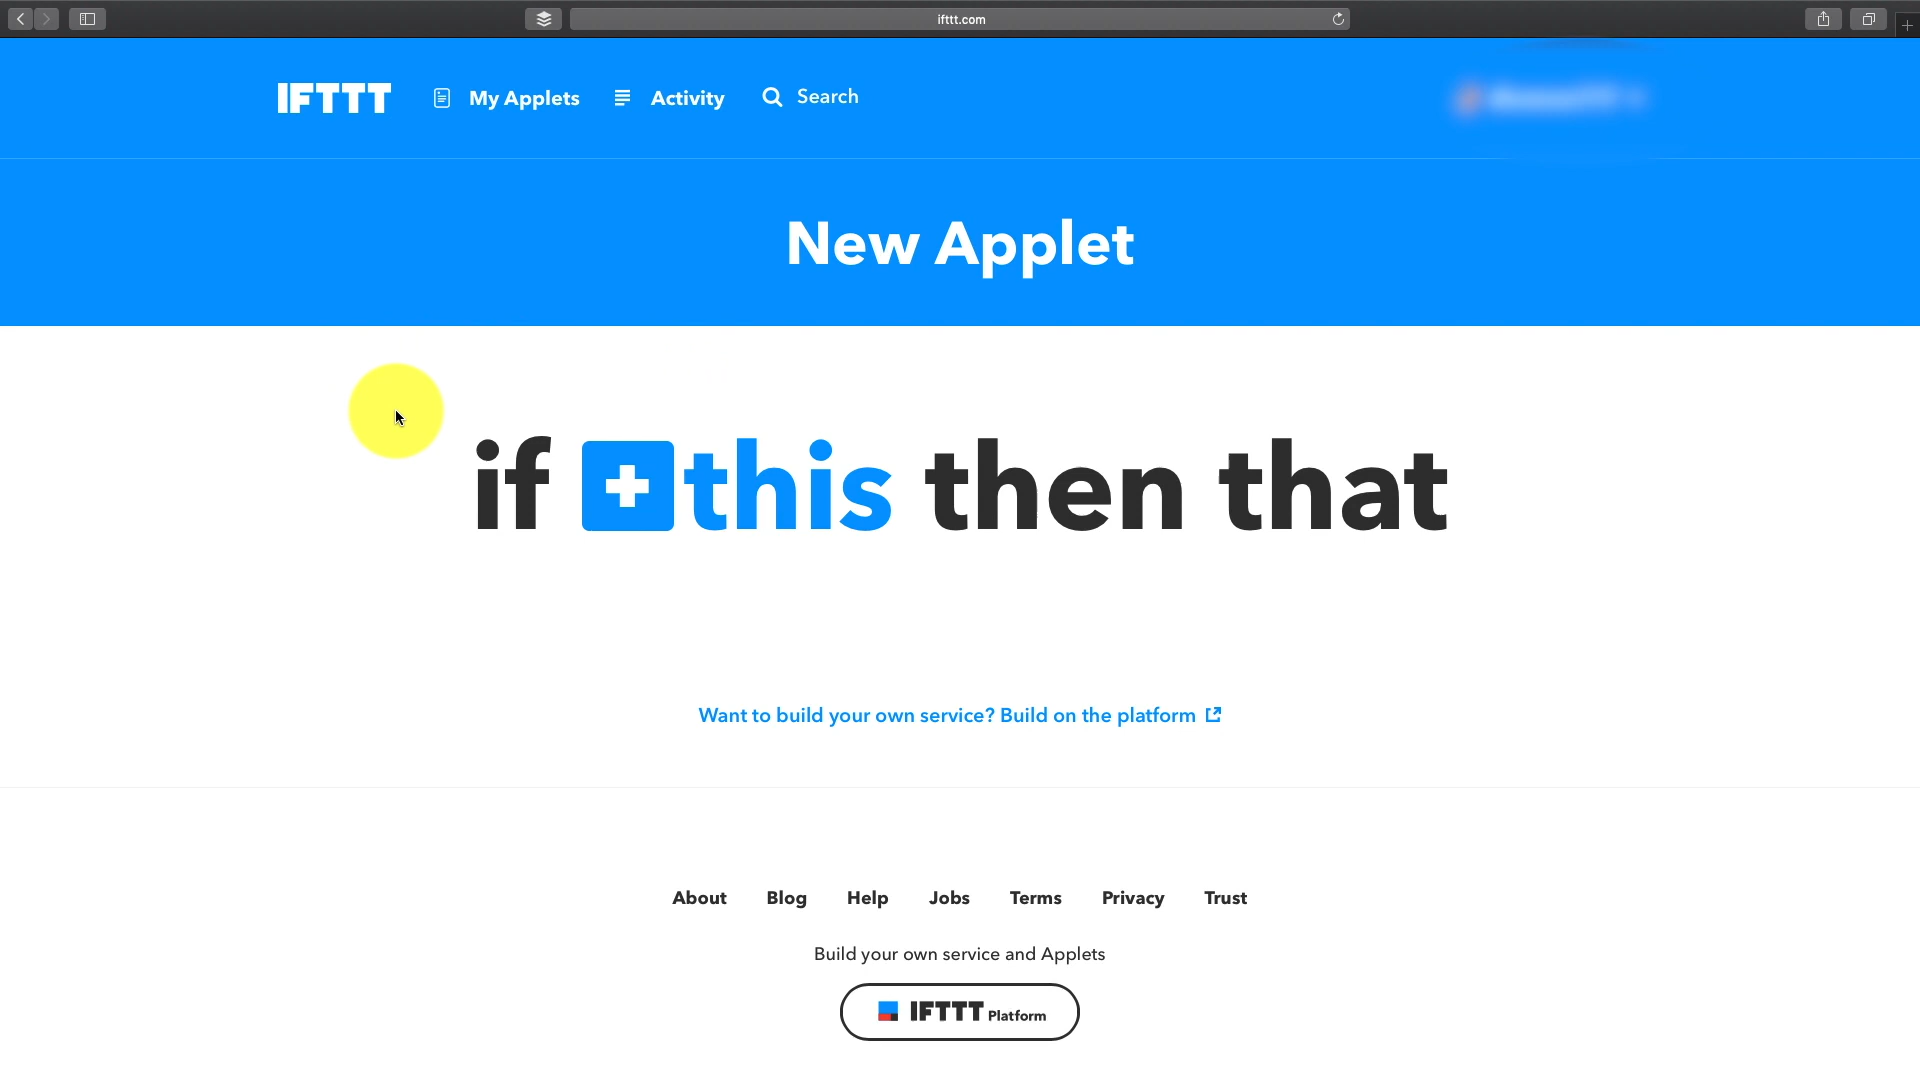 ifttt.com
IFTTT My Applets Activity Search
New Applet
if this then that
Want to build your own service? Build on the platform
About Blog Help Jobs Terms Privacy Trust
Build your own service and Applets
IFTTT Platform